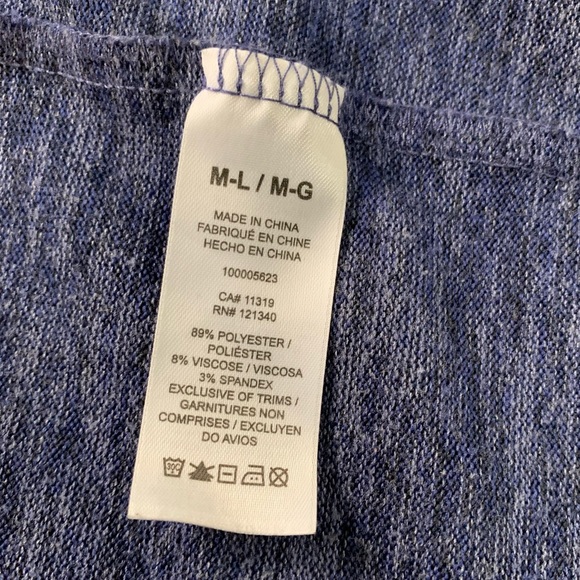 M-L / M-G
MADE IN CHINA
FABRIQUÉ EN CHINE
HECHO EN CHINA
100005623
CA# 11319
RN# 121340
89% POLYESTER /
POLIÉSTER
8% VISCOSE / VISCOSA
3% SPANDEX
EXCLUSIVE OF TRIMS /
GARNITURES NON
COMPRISES / EXCLUYEN
DO AVIOS
30C